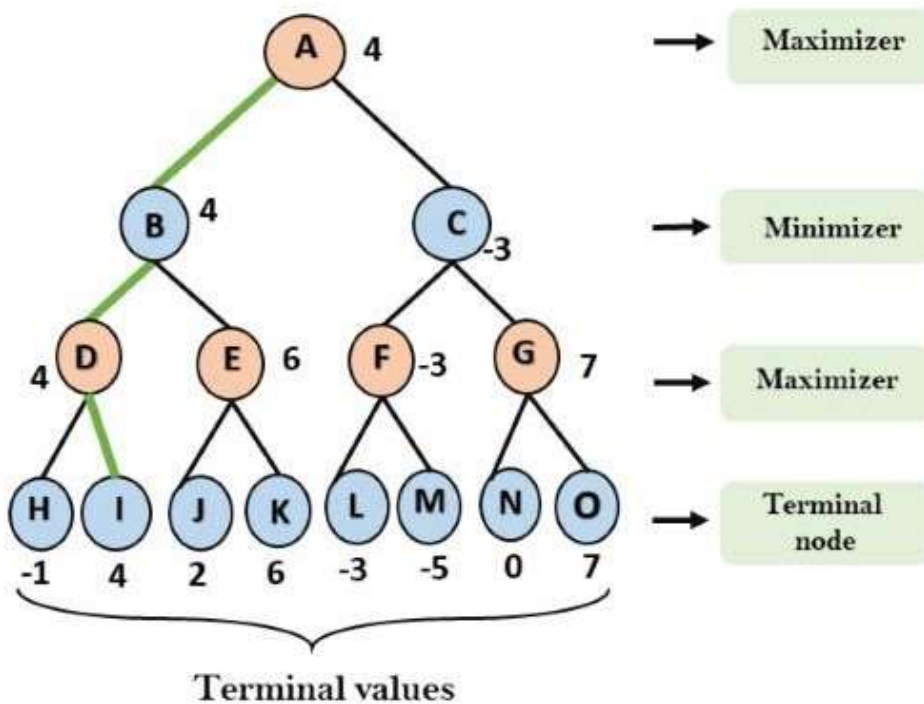 A 4 Maximizer
B 4 C -3 Minimizer
D 4 E 6 F -3 G 7 Maximizer
H I J K L M N O Terminal
node
-1 4 2 6 -3 -5 0 7
Terminal values